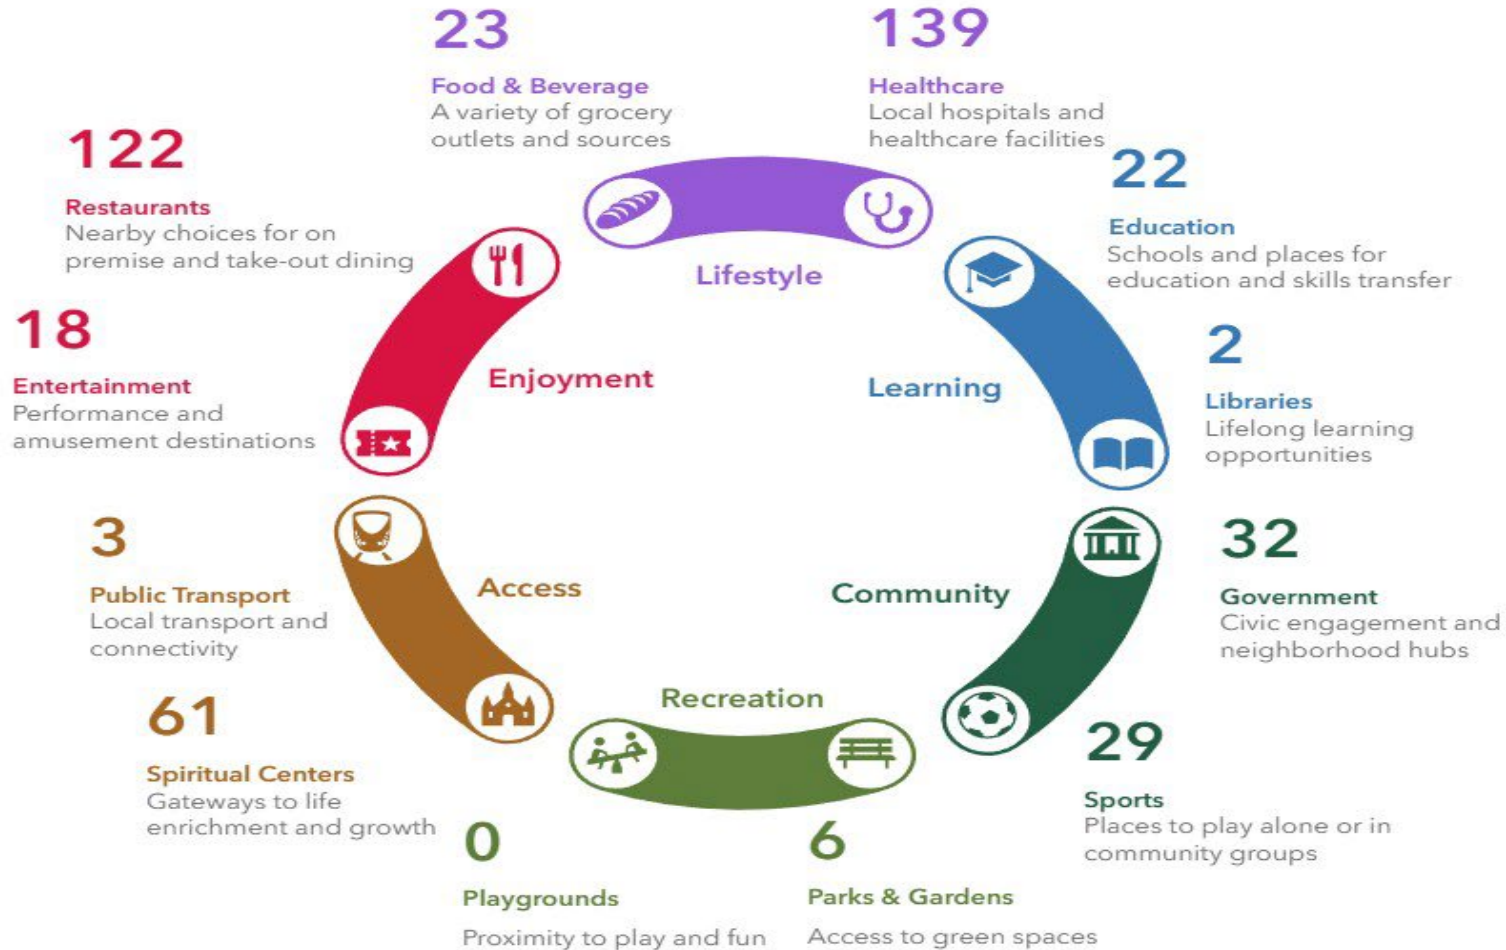 23
Food & Beverage
A variety of grocery
outlets and sources
139
Healthcare
Local hospitals and
healthcare facilities
122
Restaurants
Nearby choices for on
premise and take-out dining
22
Education
Schools and places for
education and skills transfer
Lifestyle
18
Entertainment
Performance and
amusement destinations
Enjoyment
Learning
2
Libraries
Lifelong learning
opportunities
3
Public Transport
Local transport and
connectivity
Access
Community
32
Government
Civic engagement and
neighborhood hubs
61
Spiritual Centers
Gateways to life
enrichment and growth
Recreation
29
Sports
Places to play alone or in
community groups
0
Playgrounds
Proximity to play and fun
6
Parks & Gardens
Access to green spaces